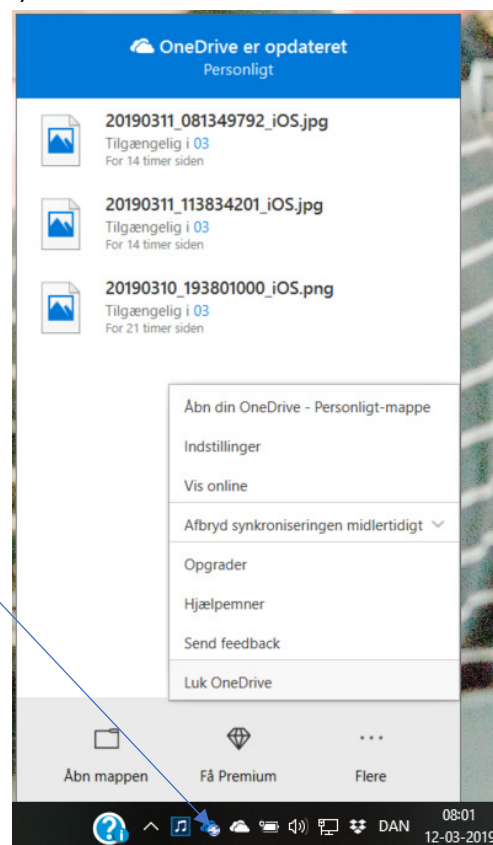 OneDrive er opdateret
Personligt
20190311_081349792_iOS.jpg
Tilgængelig i 03
For 14 timer siden
20190311_113834201_iOS.jpg
Tilgængelig i 03
For 14 timer siden
20190310_193801000_iOS.png
Tilgængelig i 03
For 21 timer siden
Åbn din OneDrive - Personligt-mappe
Indstillinger
Vis online
Afbryd synkroniseringen midlertidigt
Opgrader
Hjælpemner
Send feedback
Luk OneDrive
Åbn mappen
Få Premium
Flere
DAN
08:01
12-03-2019